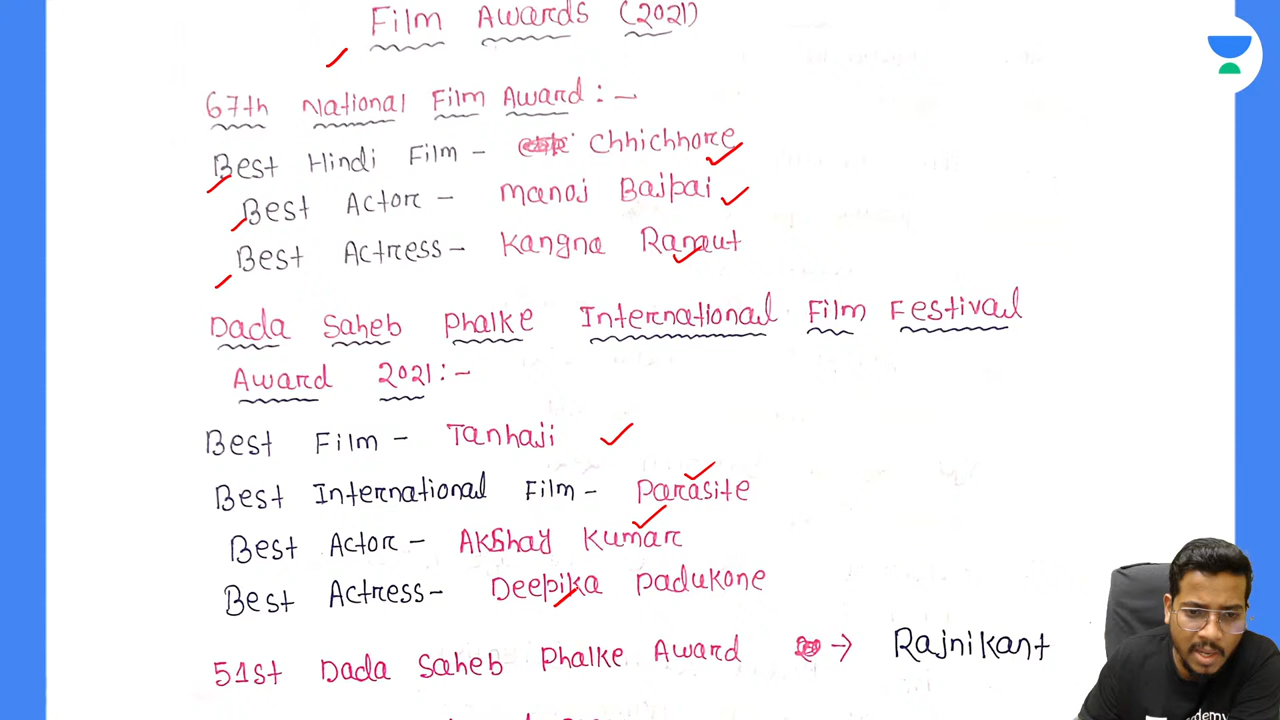 Film Awards (2021)
67th National Film Award:-
Best Hindi Film - Chhichhore
Best Actor - Manoj Bajpai
Best Actress - Kangna Ranaut
Dada Saheb Phalke International Film Festival
Award 2021:-
Best Film - Tanhaji
Best International Film - Parasite
Best Actor - Akshay Kumar
Best Actress - Deepika Padukone
51st Dada Saheb Phalke Award → Rajnikant